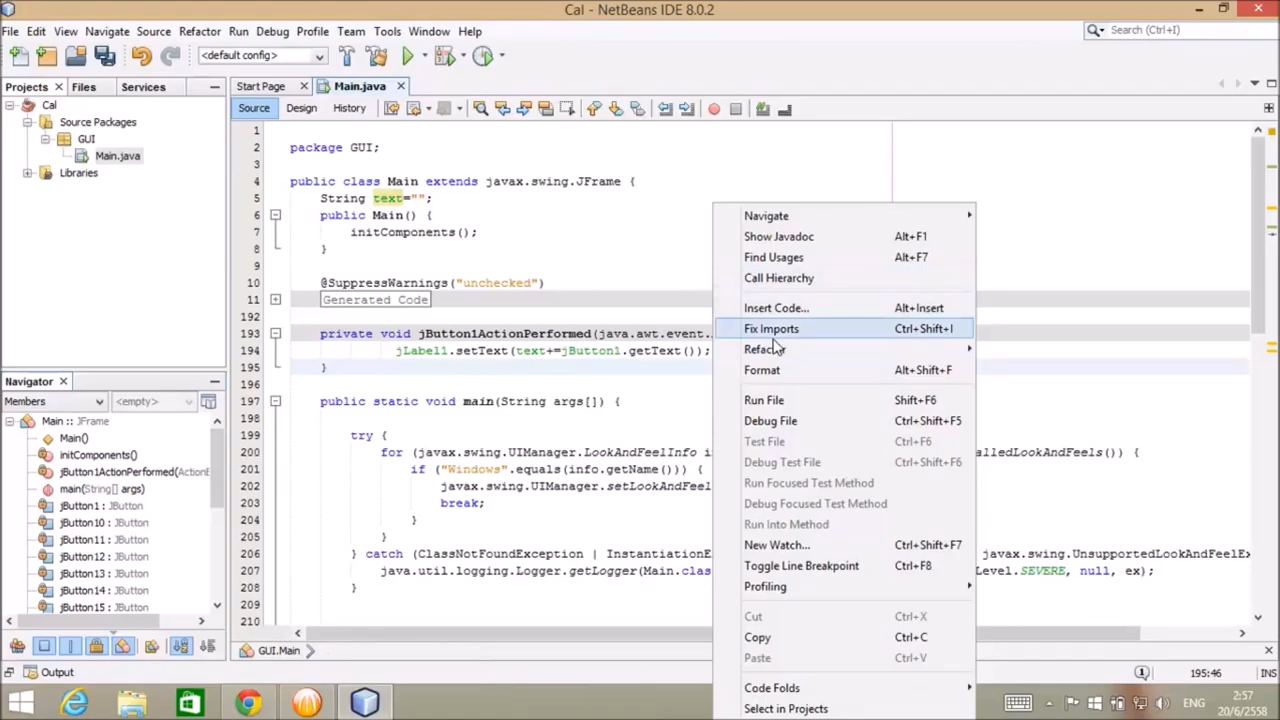 Cal - NetBeans IDE 8.0.2
File Edit View Navigate Source Refactor Run Debug Profile Team Tools Window Help
Search (Ctrl+I)
<default config>
Projects Files Services
Start Page Main.java
Source Design History
Cal
Source Packages
GUI
Main.java
Libraries
1
2 package GUI;
3
4 public class Main extends javax.swing.JFrame {
5 String text="";
6 public Main() {
7 initComponents();
8 }
9
10 @SuppressWarnings("unchecked")
11 Generated Code
192
193 private void jButton1ActionPerformed(java.awt.event.
194 jLabel1.setText(text+=jButton1.getText());
195 }
196
197 public static void main(String args[]) {
198
199 try {
200 for (javax.swing.UIManager.LookAndFeelInfo i alledLookAndFeels()) {
201 if ("Windows".equals(info.getName())) {
202 javax.swing.UIManager.setLookAndFeel
203 break;
204 }
205 }
206 } catch (ClassNotFoundException | InstantiationE javax.swing.UnsupportedLookAndFeelEx
207 java.util.logging.Logger.getLogger(Main.clas Level.SEVERE, null, ex);
208 }
209
210
Navigate
Show Javadoc Alt+F1
Find Usages Alt+F7
Call Hierarchy
Insert Code... Alt+Insert
Fix Imports Ctrl+Shift+I
Refactor
Format Alt+Shift+F
Run File Shift+F6
Debug File Ctrl+Shift+F5
Test File Ctrl+F6
Debug Test File Ctrl+Shift+F6
Run Focused Test Method
Debug Focused Test Method
Run Into Method
New Watch... Ctrl+Shift+F7
Toggle Line Breakpoint Ctrl+F8
Profiling
Cut Ctrl+X
Copy Ctrl+C
Paste Ctrl+V
Code Folds
Select in Projects
Navigator
Members <empty>
Main :: JFrame
Main()
initComponents()
jButton1ActionPerformed(ActionE
main(String[] args)
jButton1 : JButton
jButton10 : JButton
jButton11 : JButton
jButton12 : JButton
jButton13 : JButton
jButton14 : JButton
jButton15 : JButton
GUI.Main
Output
1 195:46 INS
ENG
2:57
20/6/2558